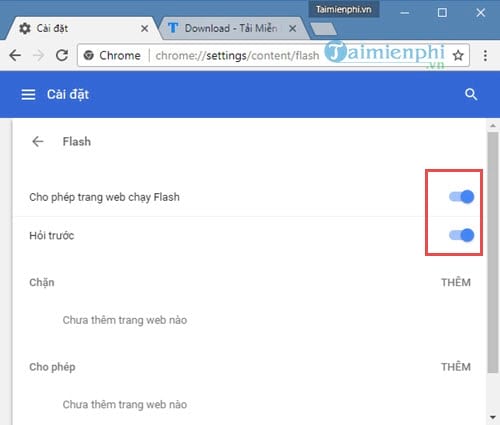 Taimienphi.vn
Cài đặt
Download - Tải Miễn
Chrome
chrome://settings/content/flash
Taimienphi
.vn
Cài đặt
Flash
Cho phép trang web chạy Flash
Hỏi trước
Chặn
THÊM
Chưa thêm trang web nào
Cho phép
THÊM
Chưa thêm trang web nào